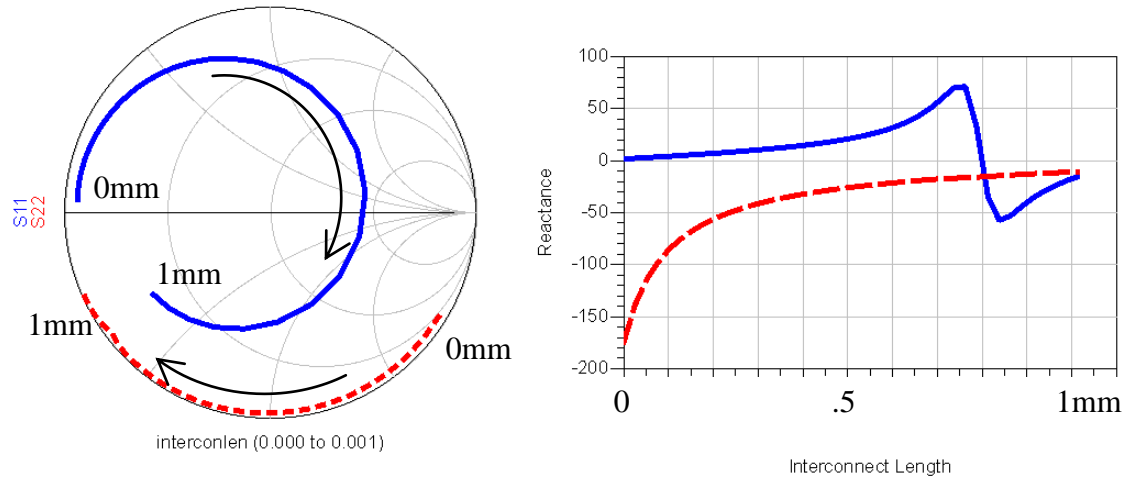 S11
S22
0mm
1mm
1mm
0mm
interconlen (0.000 to 0.001)
Reactance
100
50
0
-50
-100
-150
-200
0
.5
1mm
Interconnect Length